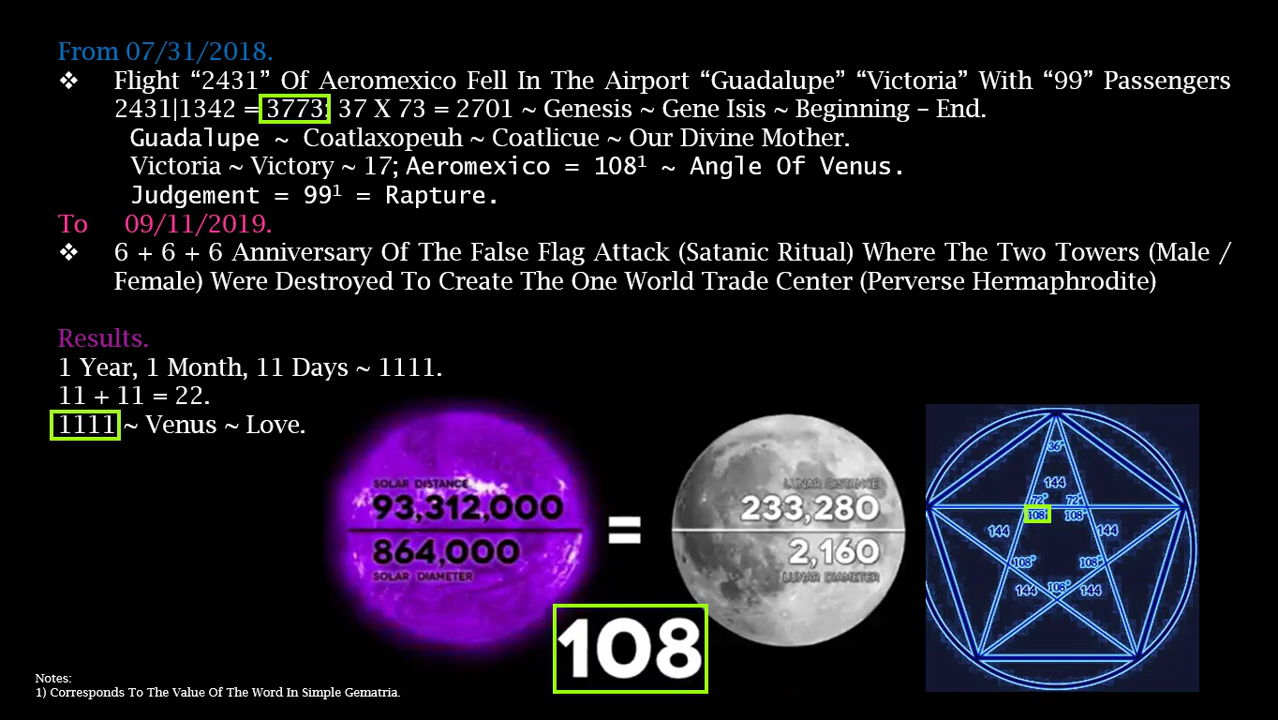 From 07/31/2018.
❖ Flight “2431” Of Aeromexico Fell In The Airport “Guadalupe” “Victoria” With “99” Passengers
2431|1342 = 3773; 37 X 73 = 2701 ~ Genesis ~ Gene Isis ~ Beginning – End.
Guadalupe ~ Coatlaxopeuh ~ Coatlicue ~ Our Divine Mother.
Victoria ~ Victory ~ 17; Aeromexico = 108¹ ~ Angle Of Venus.
Judgement = 99¹ = Rapture.
To 09/11/2019.
❖ 6 + 6 + 6 Anniversary Of The False Flag Attack (Satanic Ritual) Where The Two Towers (Male /
Female) Were Destroyed To Create The One World Trade Center (Perverse Hermaphrodite)
Results.
1 Year, 1 Month, 11 Days ~ 1111.
11 + 11 = 22.
1111 ~ Venus ~ Love.
SOLAR DISTANCE
93,312,000
864,000
SOLAR DIAMETER
=
LUNAR DISTANCE
233,280
2,160
LUNAR DIAMETER
108
36°
144
72° 72°
108° 108°
144 144
108° 108°
108°
144 144
Notes:
1) Corresponds To The Value Of The Word In Simple Gematria.